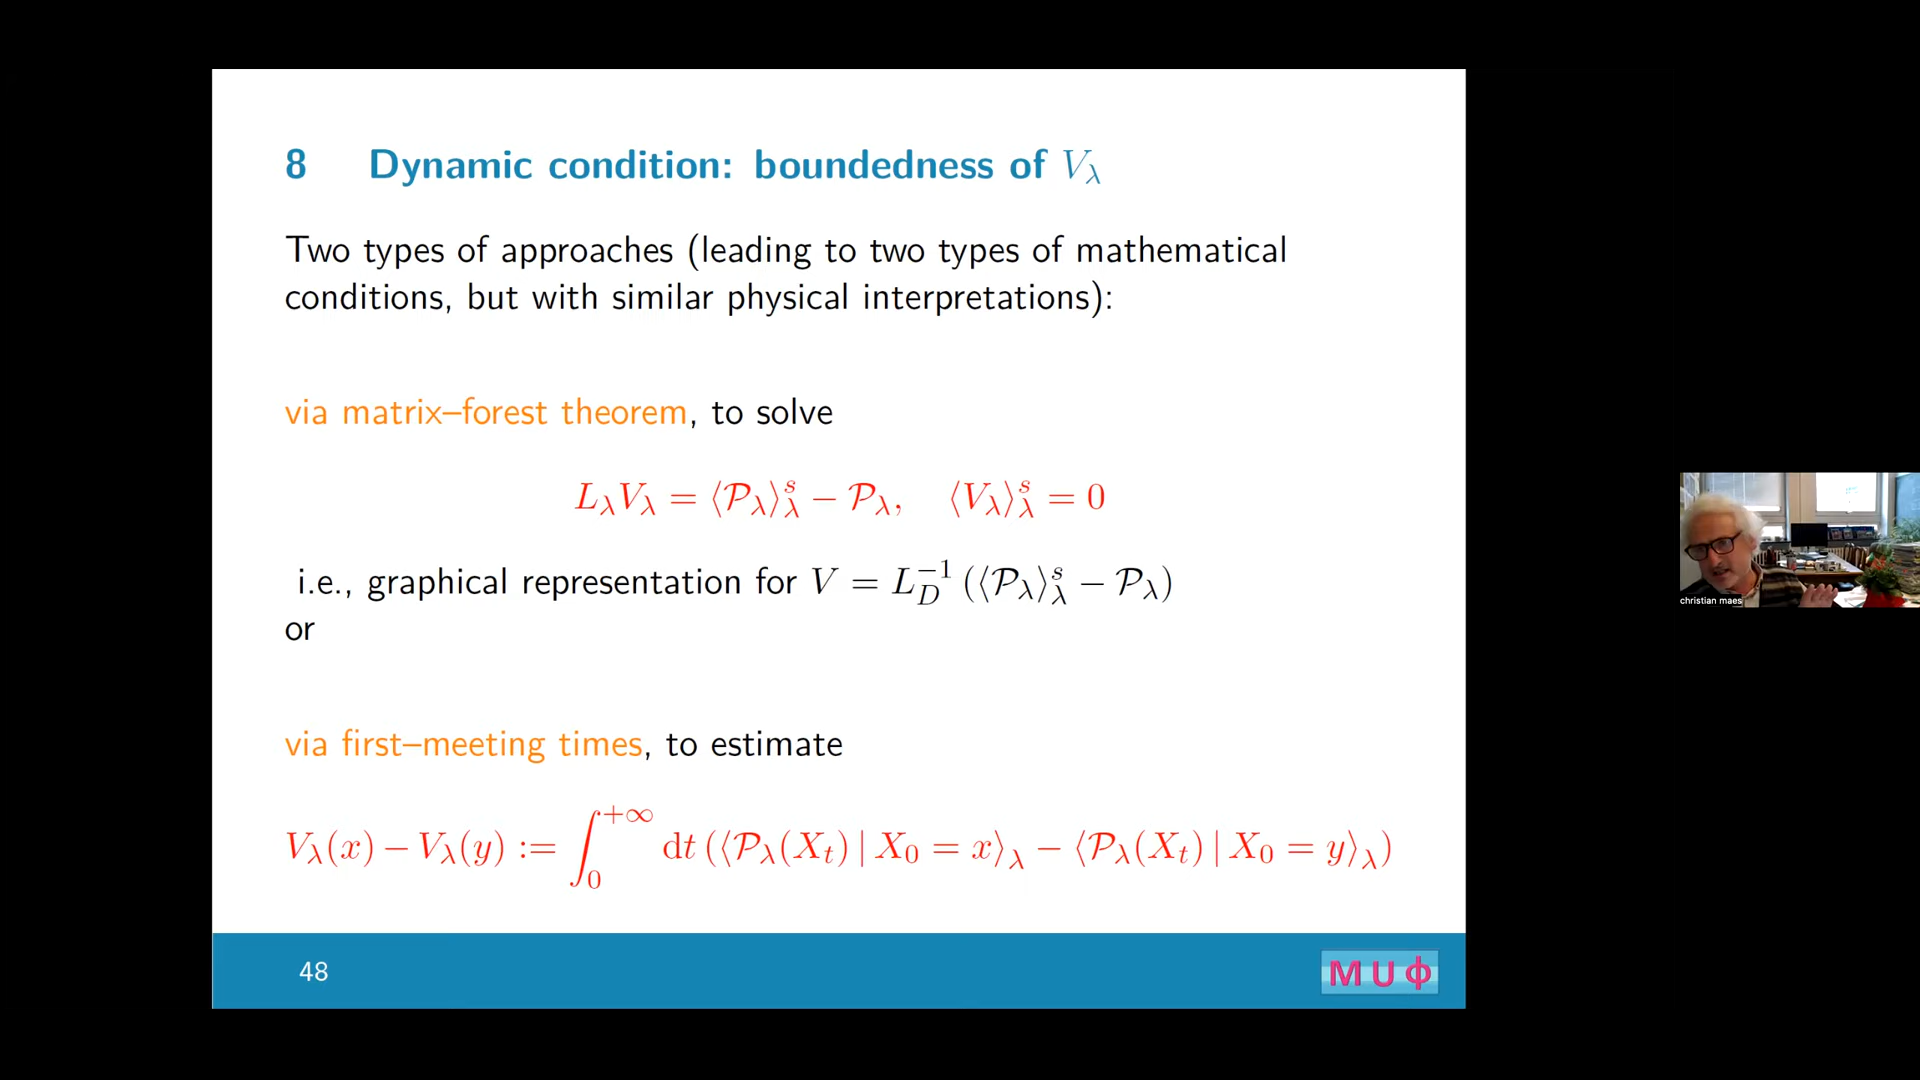 8 Dynamic condition: boundedness of V_λ
Two types of approaches (leading to two types of mathematical
conditions, but with similar physical interpretations):
via matrix–forest theorem, to solve
L_λ V_λ = ⟨𝒫_λ⟩^s_λ − 𝒫_λ, ⟨V_λ⟩^s_λ = 0
i.e., graphical representation for V = L_D^{−1} (⟨𝒫_λ⟩^s_λ − 𝒫_λ)
or
via first–meeting times, to estimate
V_λ(x) − V_λ(y) := ∫_0^{+∞} dt (⟨𝒫_λ(X_t) | X_0 = x⟩_λ − ⟨𝒫_λ(X_t) | X_0 = y⟩_λ)
48
MUΦ
christian maes